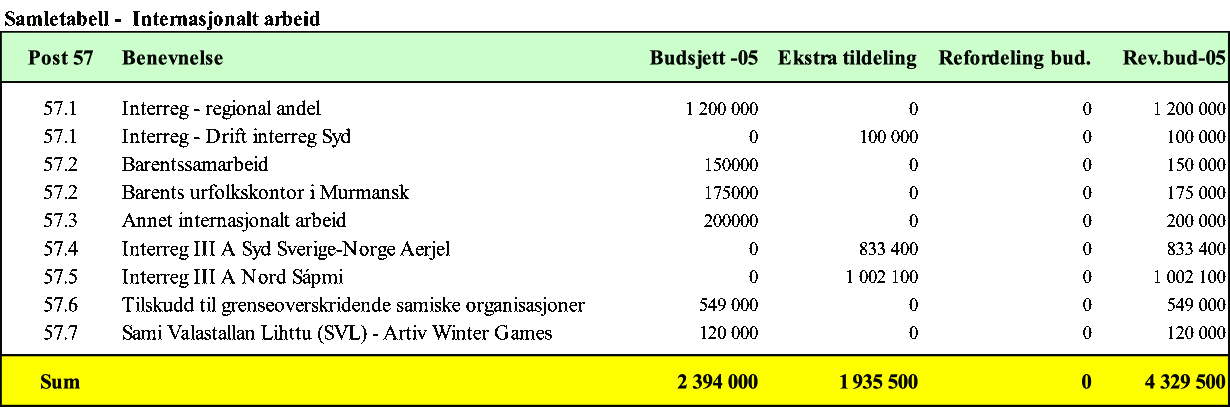 Samletabell - Internasjonalt arbeid
Post 57 Benevnelse Budsjett -05 Ekstra tildeling Refordeling bud. Rev.bud-05
57.1 Interreg - regional andel 1 200 000 0 0 1 200 000
57.1 Interreg - Drift interreg Syd 0 100 000 0 100 000
57.2 Barentssamarbeid 150000 0 0 150 000
57.2 Barents urfolkskontor i Murmansk 175000 0 0 175 000
57.3 Annet internasjonalt arbeid 200000 0 0 200 000
57.4 Interreg III A Syd Sverige-Norge Aerjel 0 833 400 0 833 400
57.5 Interreg III A Nord Sápmi 0 1 002 100 0 1 002 100
57.6 Tilskudd til grenseoverskridende samiske organisasjoner 549 000 0 0 549 000
57.7 Sami Valastallan Lihttu (SVL) - Artiv Winter Games 120 000 0 0 120 000
Sum 2 394 000 1 935 500 0 4 329 500